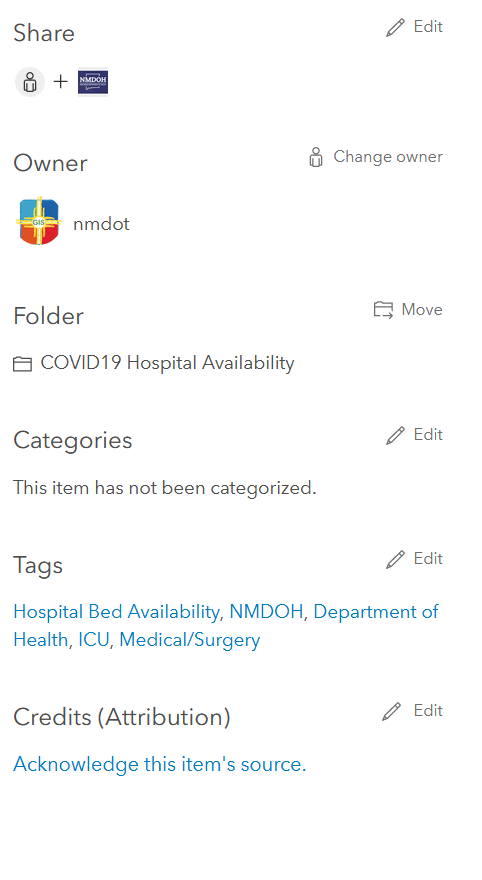 Share
Edit
+
NMDOH
Owner
Change owner
GIS
nmdot
Folder
Move
COVID19 Hospital Availability
Categories
Edit
This item has not been categorized.
Tags
Edit
Hospital Bed Availability, NMDOH, Department of
Health, ICU, Medical/Surgery
Credits (Attribution)
Edit
Acknowledge this item's source.